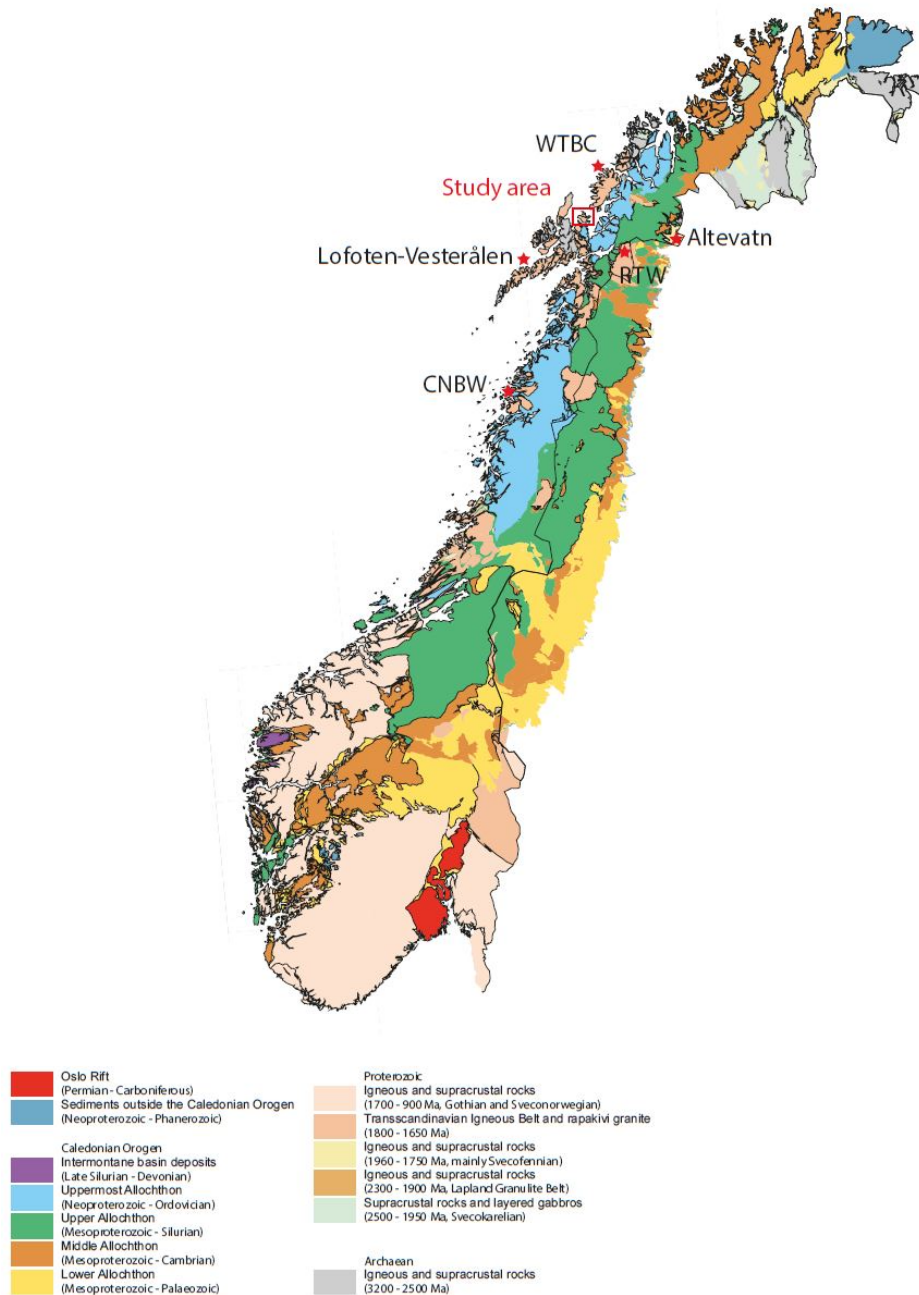 WTBC
Study area
Altevatn
Lofoten-Vesterålen
RTW
CNBW
Oslo Rift
(Permian - Carboniferous)
Sediments outside the Caledonian Orogen
(Neoproterozoic - Phanerozoic)
Caledonian Orogen
Intermontane basin deposits
(Late Silurian - Devonian)
Uppermost Allochthon
(Neoproterozoic - Ordovician)
Upper Allochthon
(Mesoproterozoic - Silurian)
Middle Allochthon
(Mesoproterozoic - Cambrian)
Lower Allochthon
(Mesoproterozoic - Palaeozoic)
Proterozoic
Igneous and supracrustal rocks
(1700 - 900 Ma, Gothian and Sveconorwegian)
Transscandinavian Igneous Belt and rapakivi granite
(1800 - 1650 Ma)
Igneous and supracrustal rocks
(1960 - 1750 Ma, mainly Svecofennian)
Igneous and supracrustal rocks
(2300 - 1900 Ma, Lapland Granulite Belt)
Supracrustal rocks and layered gabbros
(2500 - 1950 Ma, Svecokarelian)
Archaean
Igneous and supracrustal rocks
(3200 - 2500 Ma)